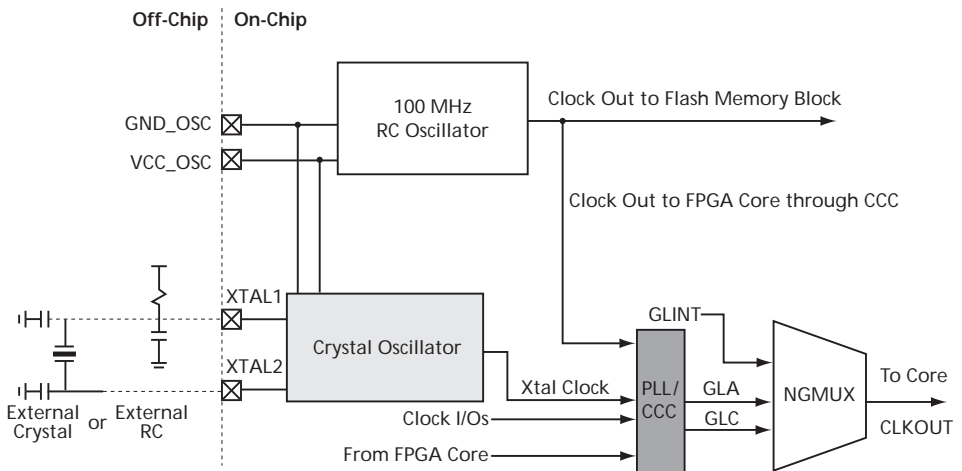 Off-Chip
On-Chip
100 MHz
RC Oscillator
Clock Out to Flash Memory Block
GND_OSC
VCC_OSC
Clock Out to FPGA Core through CCC
XTAL1
Crystal Oscillator
XTAL2
GLINT
Xtal Clock
PLL/
CCC
GLA
GLC
NGMUX
To Core
CLKOUT
External
Crystal
or
External
RC
Clock I/Os
From FPGA Core